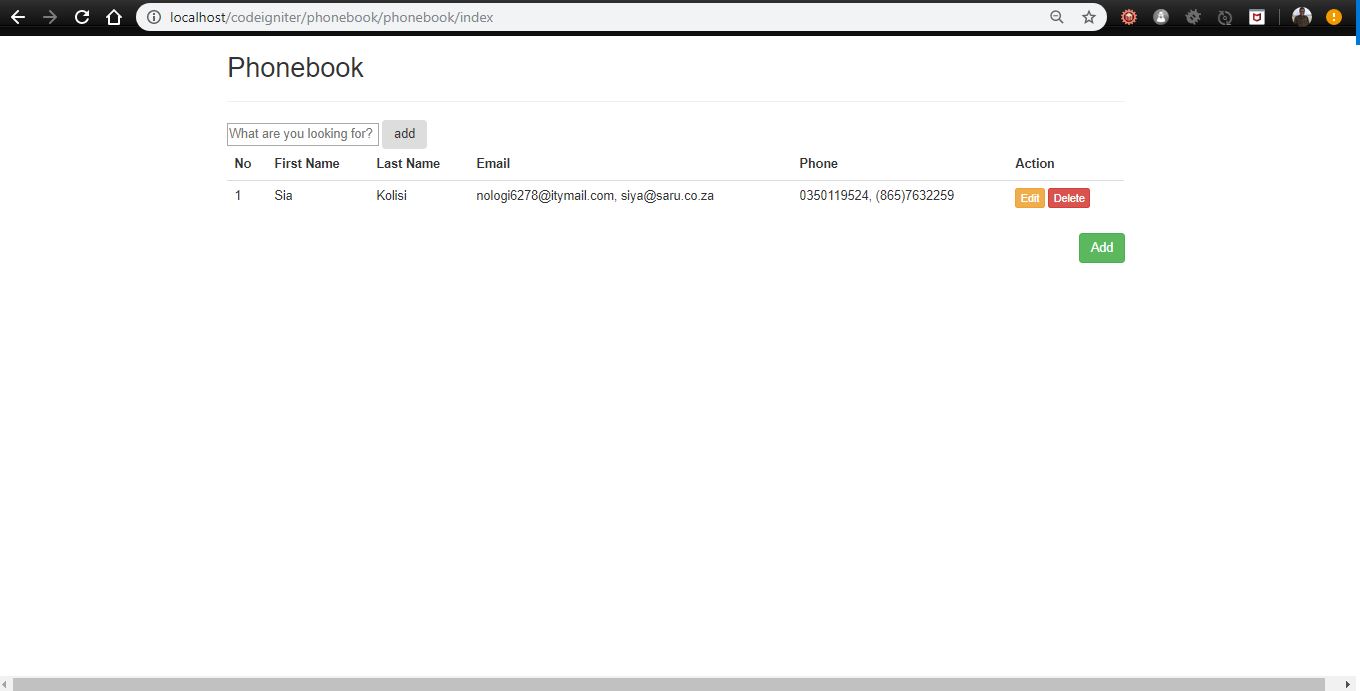 localhost/codeigniter/phonebook/phonebook/index
Phonebook
What are you looking for? add
No First Name Last Name Email Phone Action
1 Sia Kolisi nologi6278@itymail.com, siya@saru.co.za 0350119524, (865)7632259 Edit Delete
Add